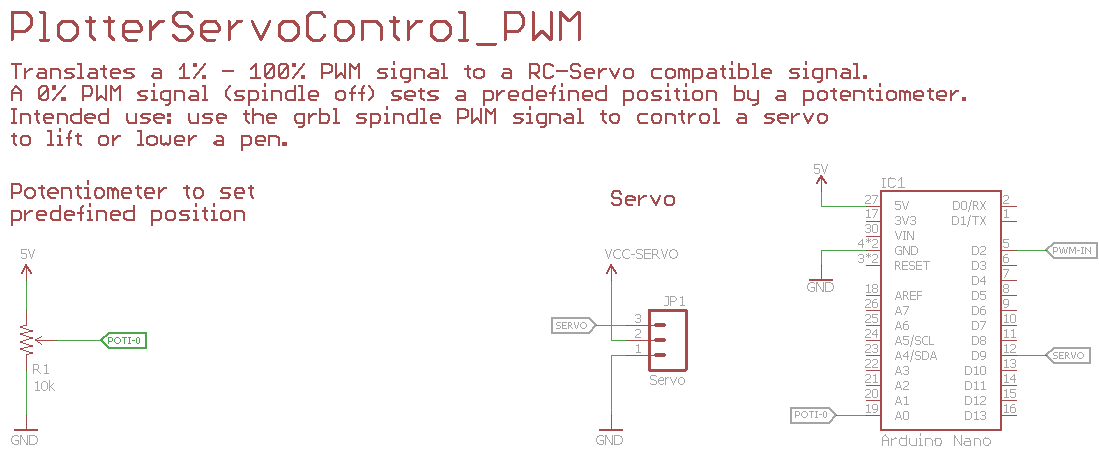 PlotterServoControl_PWM
Translates a 1% - 100% PWM signal to a RC-Servo compatible signal.
A 0% PWM signal (spindle off) sets a predefined position by a potentiometer.
Intended use: use the grbl spindle PWM signal to control a servo
to lift or lower a pen.
Potentiometer to set
predefined position
5V
POTI-0
R1
10k
GND
Servo
VCC-SERVO
JP1
SERVO
3
2
1
Servo
GND
5V
GND
IC1
27 5V D0/RX 2
17 3V3 D1/TX 1
30 VIN
4*2 GND D2 5 PWM-IN
3*2 RESET D3 6
D4 7
18 AREF D5 8
26 A7 D6 9
25 A6 D7 10
24 A5/SCL D8 11
23 A4/SDA D9 12 SERVO
22 A3 D10 13
21 A2 D11 14
20 A1 D12 15
POTI-0 19 A0 D13 16
Arduino Nano